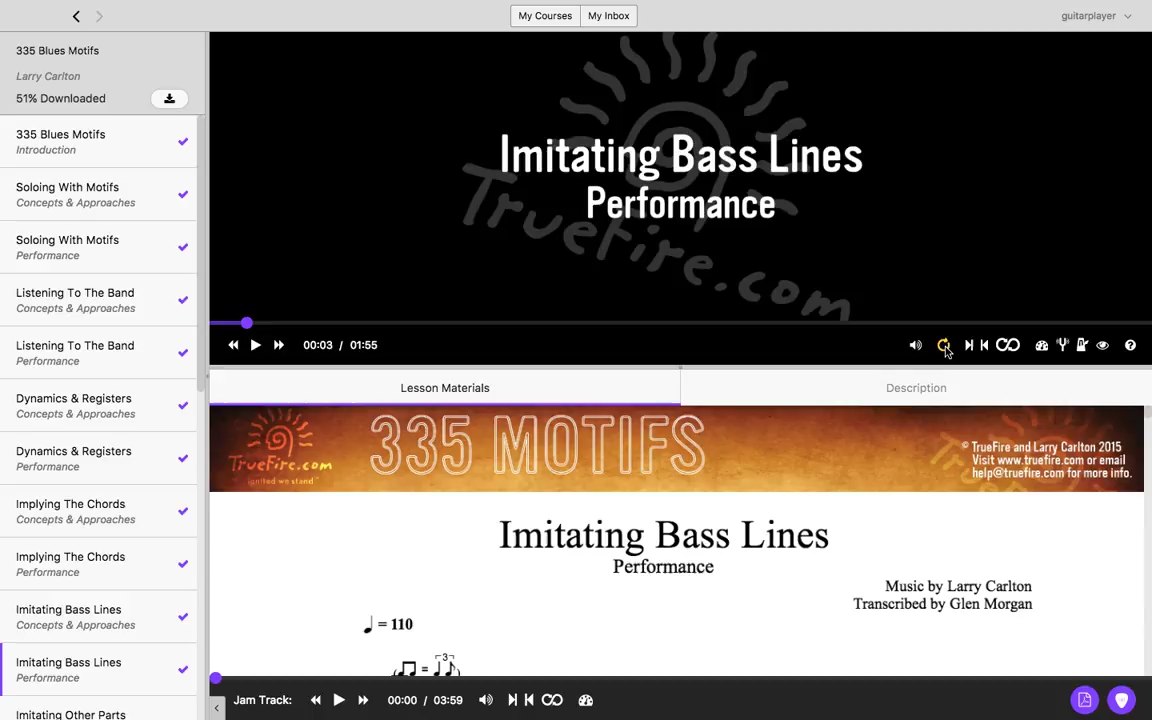 My Courses
My Inbox
guitarplayer
335 Blues Motifs
Larry Carlton
51% Downloaded
335 Blues Motifs
Introduction
Soloing With Motifs
Concepts & Approaches
Soloing With Motifs
Performance
Listening To The Band
Concepts & Approaches
Listening To The Band
Performance
Dynamics & Registers
Concepts & Approaches
Dynamics & Registers
Performance
Implying The Chords
Concepts & Approaches
Implying The Chords
Performance
Imitating Bass Lines
Concepts & Approaches
Imitating Bass Lines
Performance
Imitating Other Parts
TrueFire.com
Imitating Bass Lines
Performance
00:03 / 01:55
Lesson Materials
Description
TrueFire.com
ignited we stand™
335 MOTIFS
© TrueFire and Larry Carlton 2015
Visit www.truefire.com or email
help@truefire.com for more info.
Imitating Bass Lines
Performance
Music by Larry Carlton
Transcribed by Glen Morgan
= 110
3
Jam Track:
00:00 / 03:59